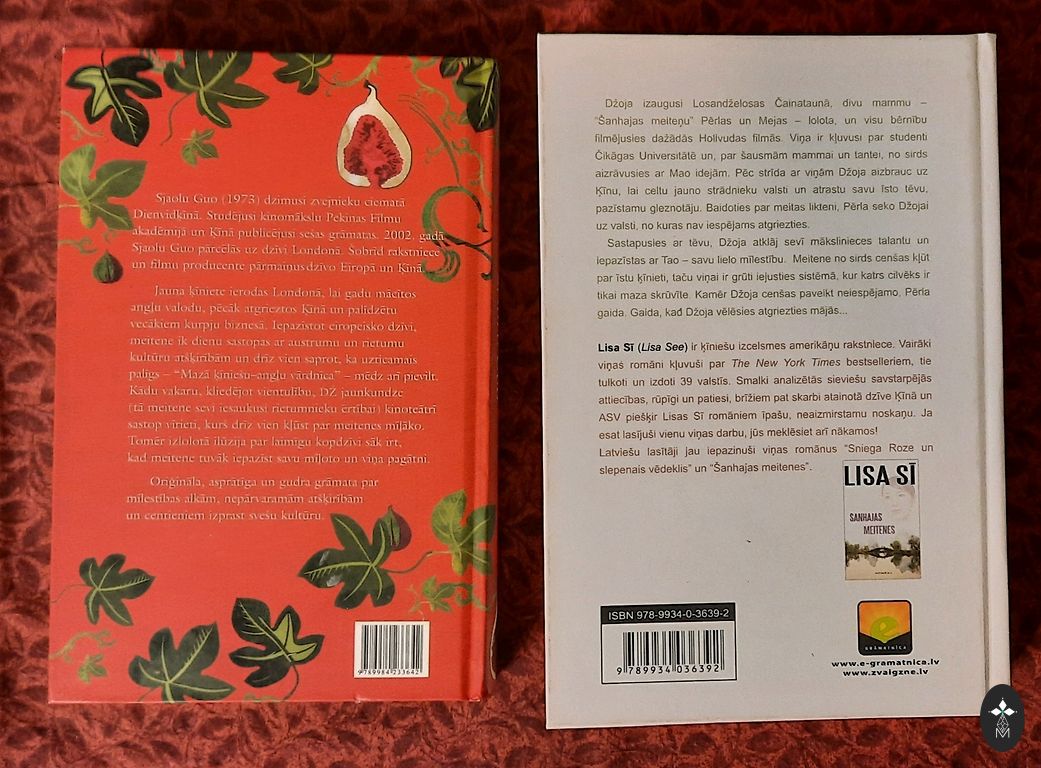 Sjaolu Guo (1973) dzimusi zvejnieku ciematā
Dienvidķīnā. Studējusi kinomākslu Pekinas Filmu
akadēmijā un Ķīnā publicējusi sešas grāmatas. 2002. gadā
Sjaolu Guo pārcēlās uz dzīvi Londonā. Šobrīd rakstniece
un filmu producente pārmaiņus dzīvo Eiropā un Ķīnā.
Jauna ķīniete ierodas Londonā, lai gadu mācītos
angļu valodu, pēcāk atgrieztos Ķīnā un palīdzētu
vecākiem kurpju biznesā. Iepazīstot eiropeisko dzīvi,
meitene ik dienu sastopas ar austrumu un rietumu
kultūru atšķirībām un drīz vien saprot, ka uzticamais
palīgs – “Mazā ķīniešu–angļu vārdnīca” – mēdz arī pievilt.
Kādu vakaru, kliedējot vientulību, DŽ jaunkundze
(tā meitene sevi iesaukusi rietumnieku ērtībai) kinoteātrī
sastop vīrieti, kurš drīz vien kļūst par meitenes mīļāko.
Tomēr izlolotā ilūzija par laimīgu kopdzīvi sāk irt,
kad meitene tuvāk iepazīst savu mīļoto un viņa pagātni.
Oriģināla, asprātīga un gudra grāmata par
mīlestības alkām, nepārvaramām atšķirībām
un centieniem izprast svešu kultūru.
9 789984 233642
Džoja izaugusi Losandželosas Čainataunā, divu mammu –
“Šanhajas meiteņu” Pērlas un Mejas – lolota, un visu bērnību
filmējusies dažādās Holivudas filmās. Viņa ir kļuvusi par studenti
Čikāgas Universitātē un, par šausmām mammai un tantei, no sirds
aizrāvusies ar Mao idejām. Pēc strīda ar viņām Džoja aizbrauc uz
Ķīnu, lai celtu jauno strādnieku valsti un atrastu savu īsto tēvu,
pazīstamu gleznotāju. Baidoties par meitas likteni, Pērla seko Džojai
uz valsti, no kuras nav iespējams atgriezties.
Sastapusies ar tēvu, Džoja atklāj sevī mākslinieces talantu un
iepazīstas ar Tao – savu lielo mīlestību. Meitene no sirds cenšas kļūt
par īstu ķīnieti, taču viņai ir grūti iejusties sistēmā, kur katrs cilvēks ir
tikai maza skrūvīte. Kamēr Džoja cenšas paveikt neiespējamo, Pērla
gaida. Gaida, kad Džoja vēlēsies atgriezties mājās...
Lisa Sī (Lisa See) ir ķīniešu izcelsmes amerikāņu rakstniece. Vairāki
viņas romāni kļuvuši par The New York Times bestselleriem, tie
tulkoti un izdoti 39 valstīs. Smalki analizētās sieviešu savstarpējās
attiecības, rūpīgi un patiesi, brīžiem pat skarbi atainotā dzīve Ķīnā un
ASV piešķir Lisas Sī romāniem īpašu, neaizmirstamu noskaņu. Ja
esat lasījuši vienu viņas darbu, jūs meklēsiet arī nākamos!
Latviešu lasītāji jau iepazinuši viņas romānus “Sniega Roze un
slepenais vēdeklis” un “Šanhajas meitenes”.
LISA SĪ
ŠANHAJAS
MEITENES
ISBN 978-9934-0-3639-2
9 789934 036392
e
GRĀMATNICA
www.e-gramatnica.lv
www.zvaigzne.lv
M